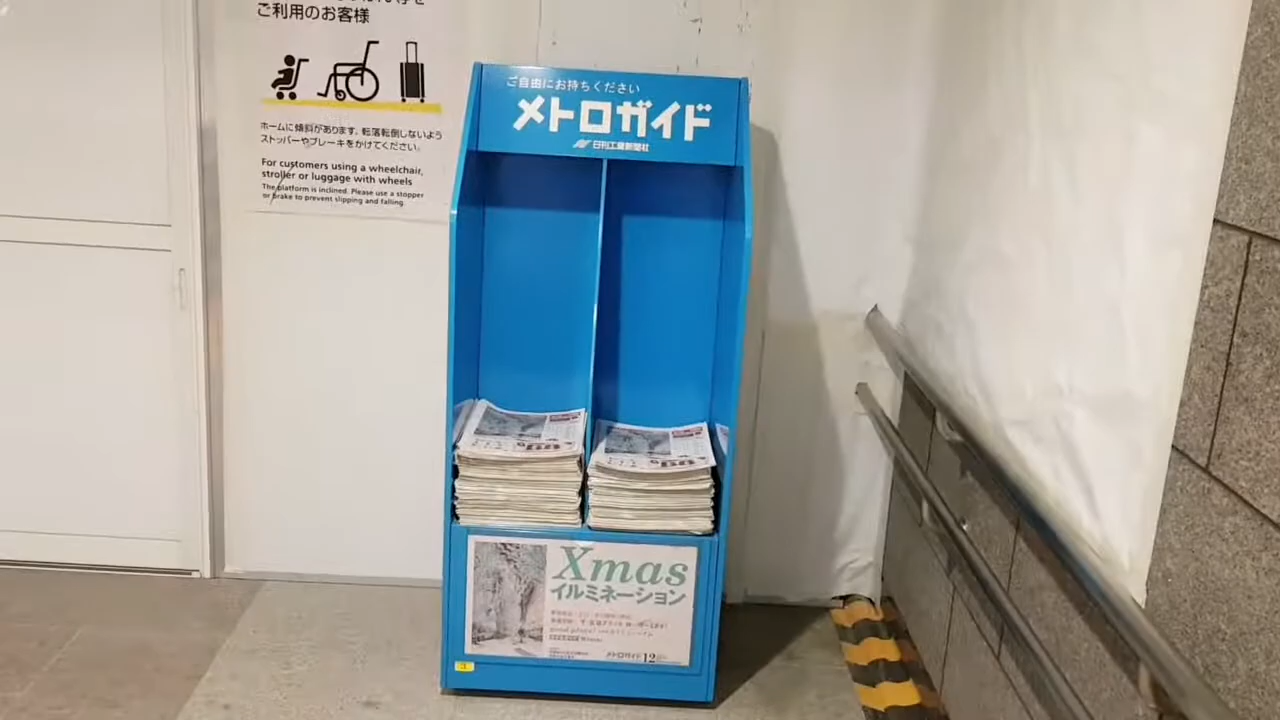 ご利用のお客様
ホームに傾斜があります。転落転倒しないよう
ストッパーやブレーキをかけてください。
For customers using a wheelchair,
stroller or luggage with wheels
The platform is inclined. Please use a stopper
or brake to prevent slipping and falling
ご自由にお持ちください
メトロガイド
日刊工業新聞社
Xmas
イルミネーション
メトロガイド 12
3